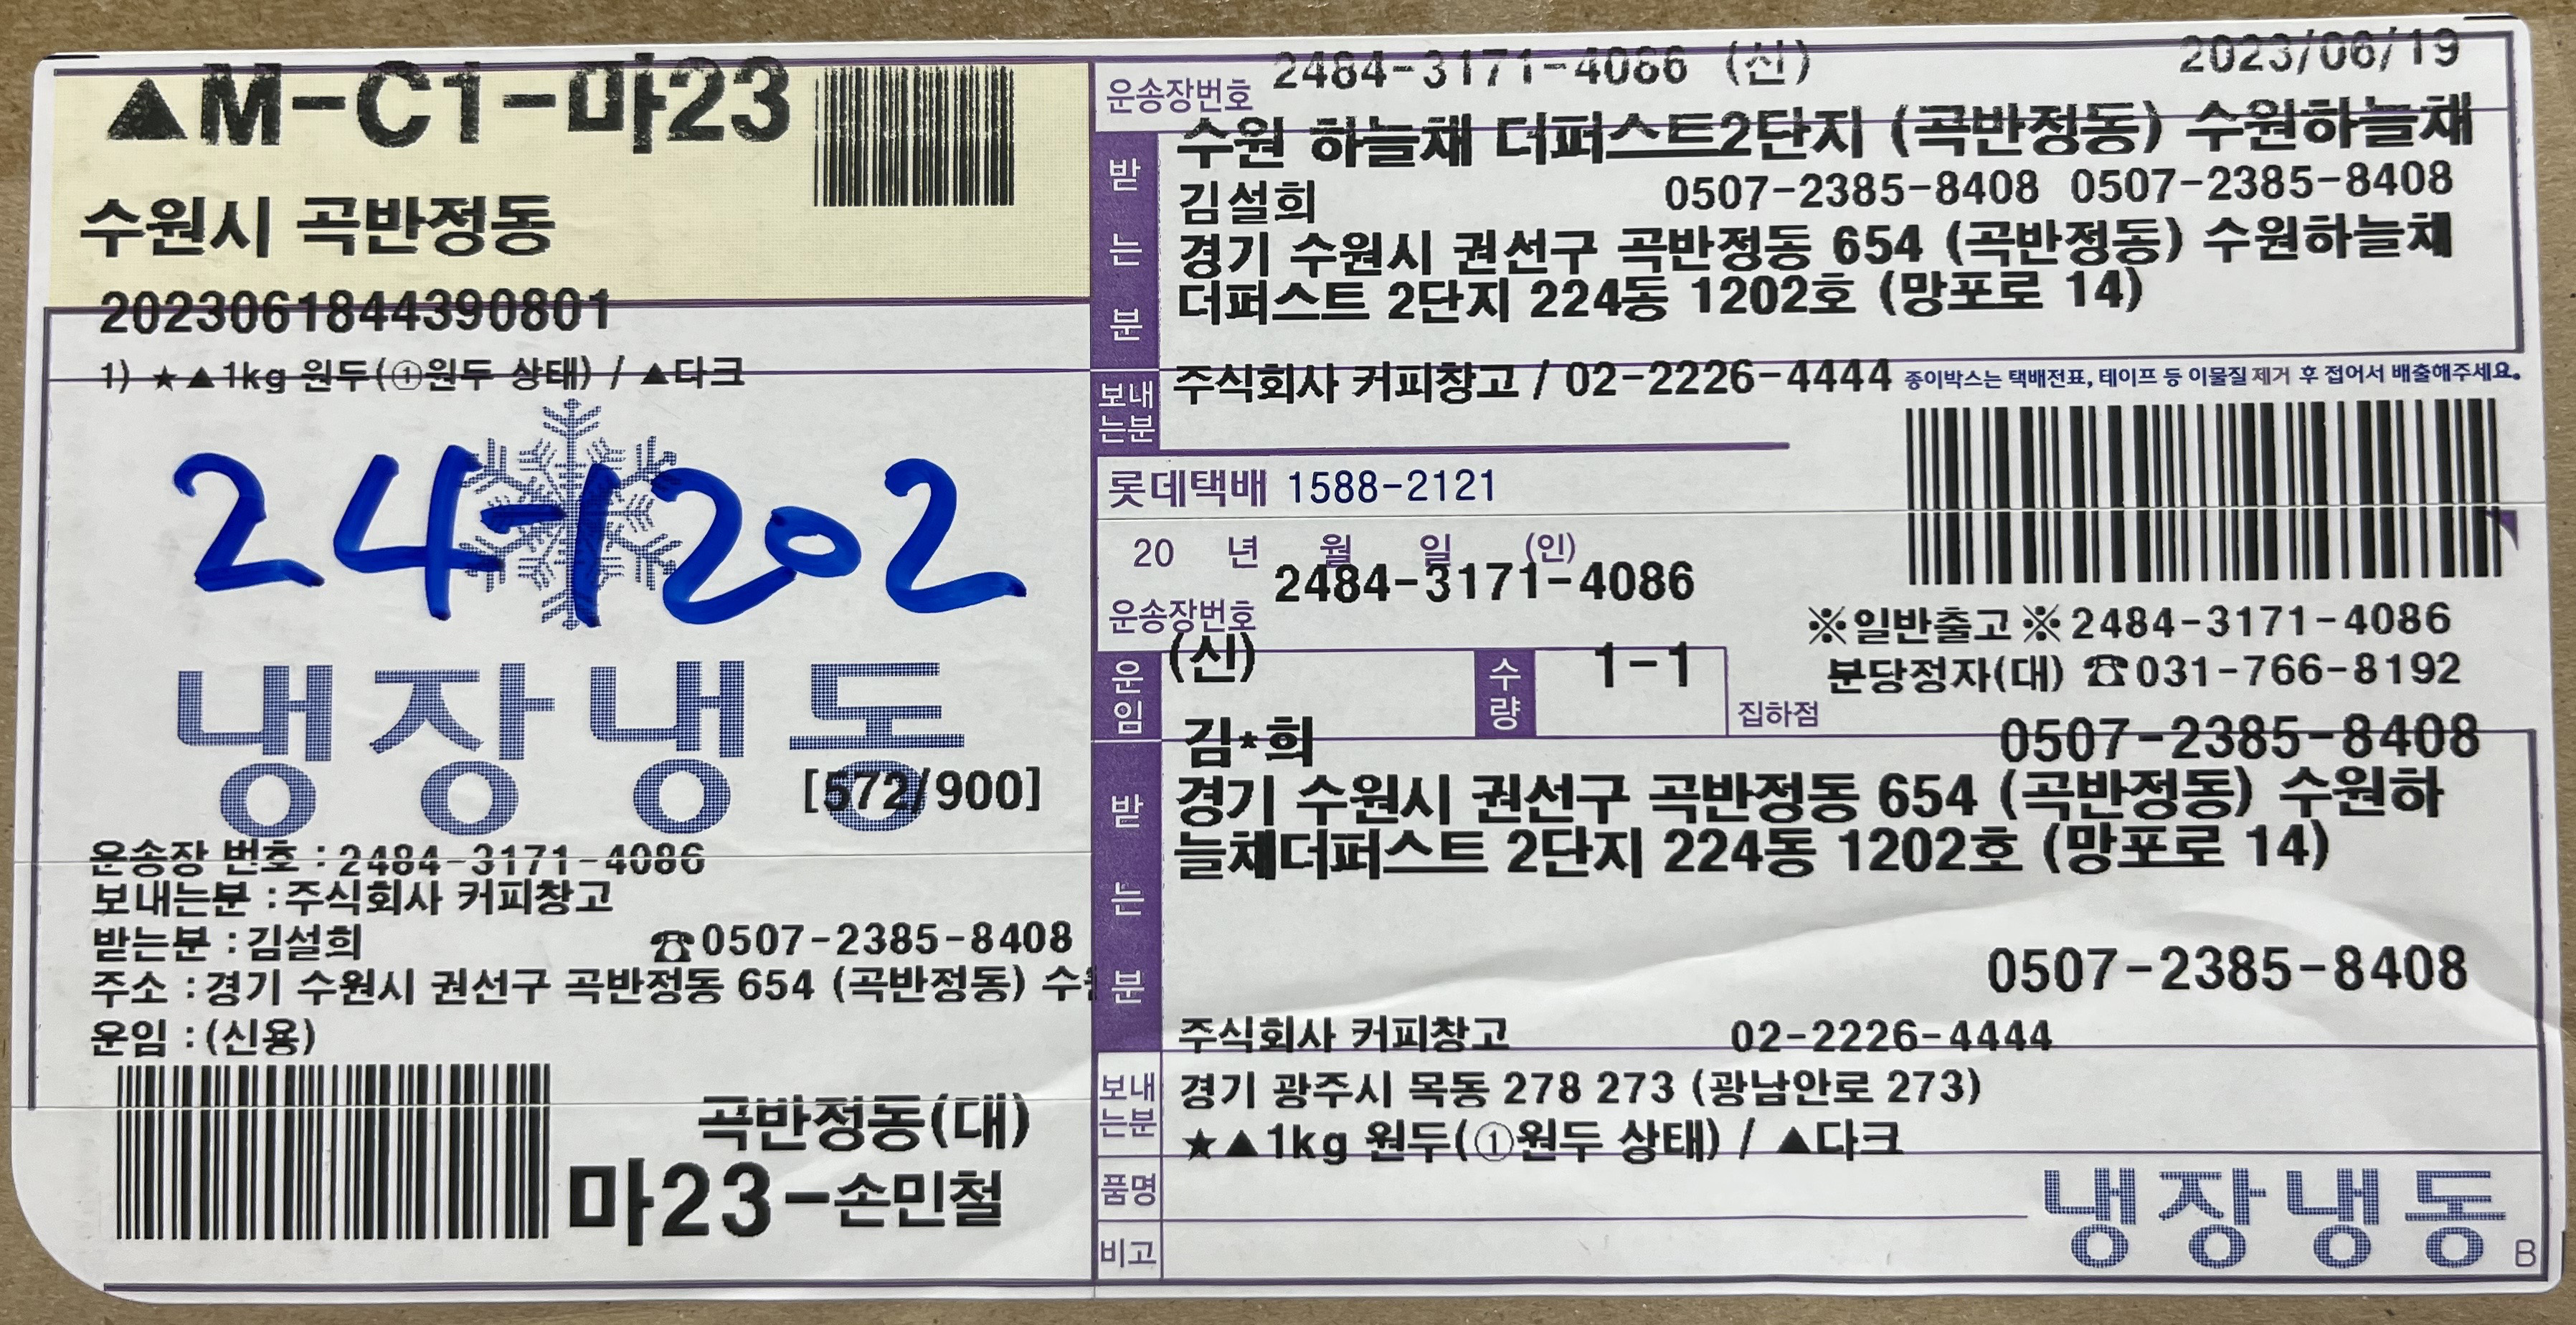 ▲M-C1-마23
수원시 곡반정동
2023061844390801
1) ★▲1kg 원두(①원두 상태) / ▲다크
24-1202
냉장냉동
[572/900]
운송장 번호 : 2484-3171-4086
보내는분 : 주식회사 커피창고
받는분 : 김설희 ☎0507-2385-8408
주소 : 경기 수원시 권선구 곡반정동 654 (곡반정동)
운임 : (신용)
곡반정동(대)
마23-손민철
운송장번호 2484-3171-4086 (신) 2023/06/19
받는분
수원 하늘채 더퍼스트2단지 (곡반정동) 수원하늘채
김설희 0507-2385-8408 0507-2385-8408
경기 수원시 권선구 곡반정동 654 (곡반정동) 수원하늘채
더퍼스트 2단지 224동 1202호 (망포로 14)
보내는분
주식회사 커피창고 / 02-2226-4444
종이박스는 택배전표, 테이프 등 이물질 제거 후 접어서 배출해주세요.
롯데택배 1588-2121
20 년 월 일 (인)
운송장번호 2484-3171-4086
(신)
※일반출고※2484-3171-4086
분당정자(대) ☎031-766-8192
운임
수량 1-1
집하점
받는분
김*희 0507-2385-8408
경기 수원시 권선구 곡반정동 654 (곡반정동) 수원하
늘채더퍼스트 2단지 224동 1202호 (망포로 14)
0507-2385-8408
주식회사 커피창고 02-2226-4444
보내는분
경기 광주시 목동 278 273 (광남안로 273)
★▲1kg 원두(①원두 상태) / ▲다크
품명
냉장냉동
비고
B